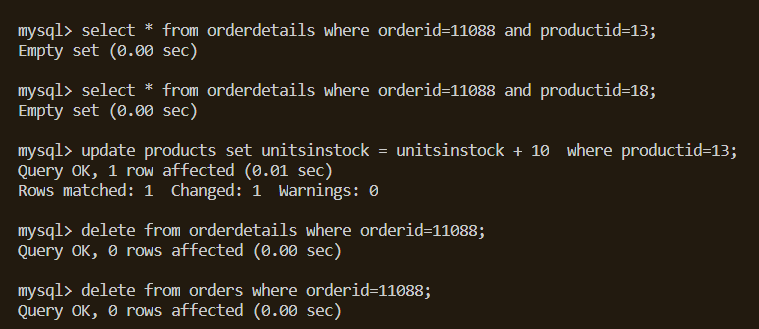 mysql> select * from orderdetails where orderid=11088 and productid=13;
Empty set (0.00 sec)
mysql> select * from orderdetails where orderid=11088 and productid=18;
Empty set (0.00 sec)
mysql> update products set unitsinstock = unitsinstock + 10  where productid=13;
Query OK, 1 row affected (0.01 sec)
Rows matched: 1  Changed: 1  Warnings: 0
mysql> delete from orderdetails where orderid=11088;
Query OK, 0 rows affected (0.00 sec)
mysql> delete from orders where orderid=11088;
Query OK, 0 rows affected (0.00 sec)